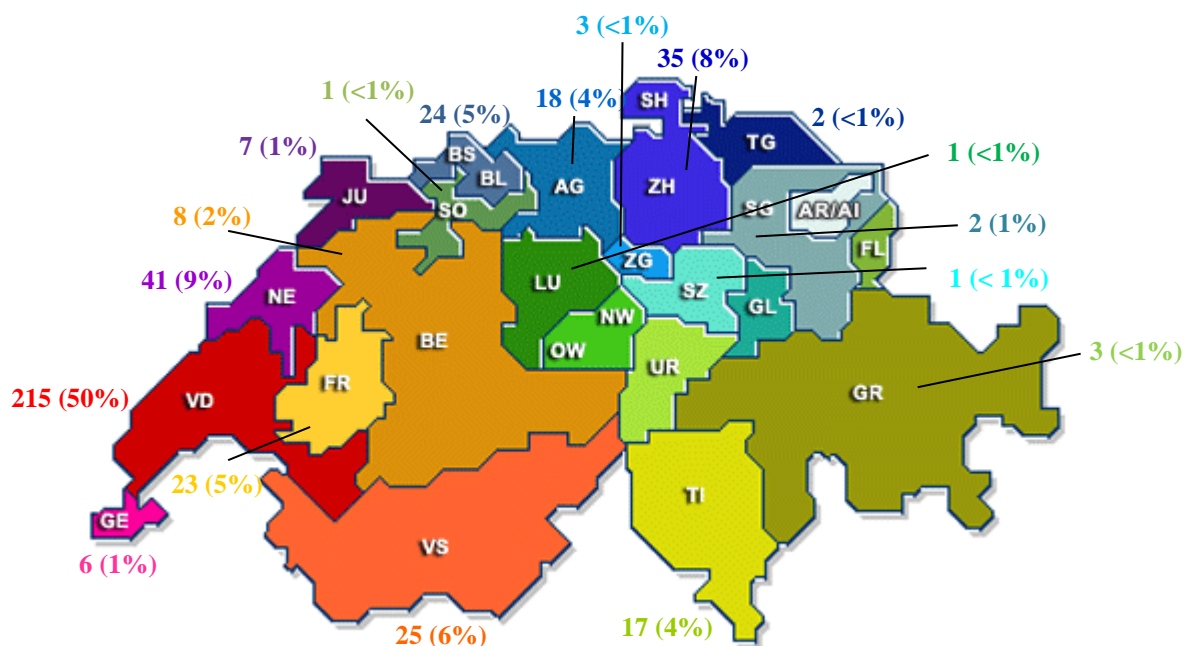 3 (<1%)
35 (8%)
1 (<1%)
24 (5%)
18 (4%)
SH
2 (<1%)
7 (1%)
BS
TG
1 (<1%)
BL
AG
ZH
JU
SO
SG
AR/AI
8 (2%)
2 (1%)
FL
ZG
41 (9%)
NE
LU
SZ
1 (< 1%)
GL
NW
BE
OW
3 (<1%)
UR
FR
GR
215 (50%)
VD
23 (5%)
TI
GE
VS
6 (1%)
17 (4%)
25 (6%)